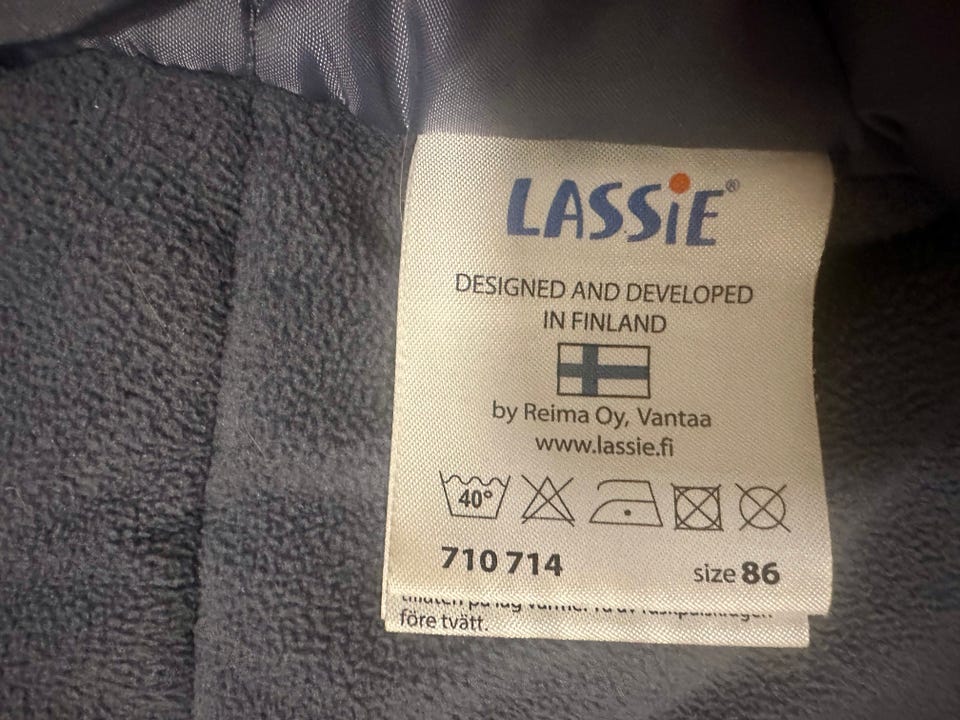 LASSiE®
DESIGNED AND DEVELOPED
IN FINLAND
by Reima Oy, Vantaa
www.lassie.fi
40°
710 714
size 86
före tvätt.